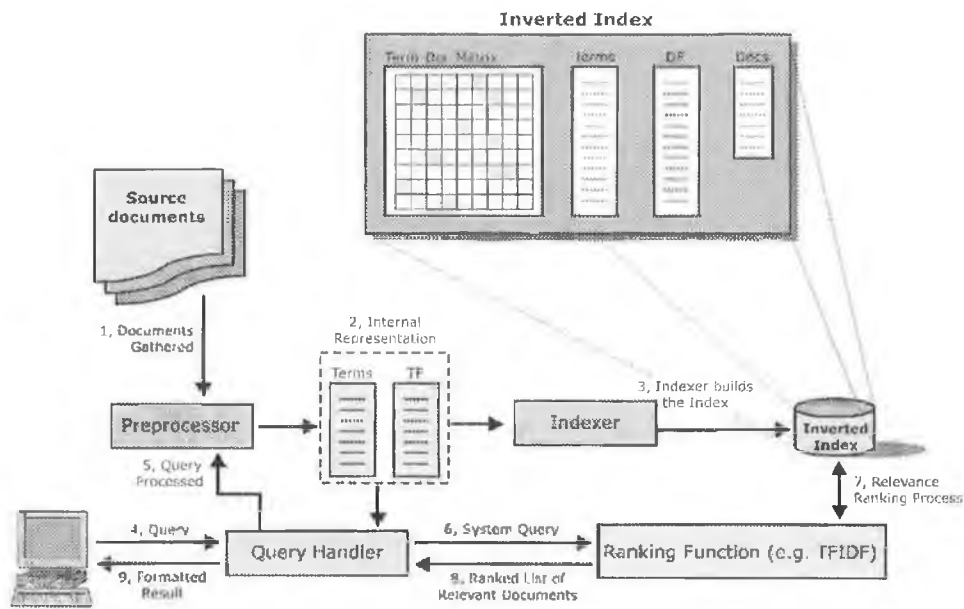 Inverted Index
Term Doc Matrix
Terms
DF
Docs
Source
documents
1, Documents
Gathered
2, Internal
Representation
Terms
TF
3, Indexer builds
the Index
Preprocessor
Indexer
Inverted
Index
5, Query
Processed
7, Relevance
Ranking Process
4, Query
Query Handler
6, System Query
Ranking Function (e.g. TFIDF)
9, Formatted
Result
8, Ranked List of
Relevant Documents